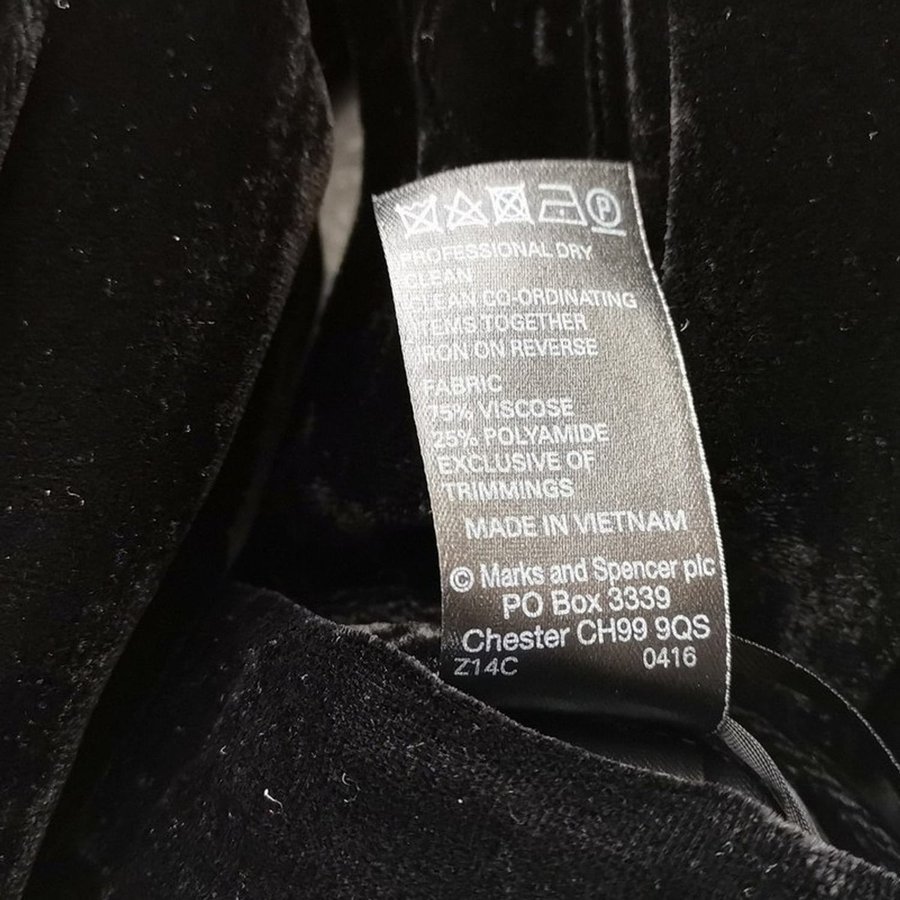 P
PROFESSIONAL DRY
CLEAN
CLEAN CO-ORDINATING
ITEMS TOGETHER
IRON ON REVERSE
FABRIC
75% VISCOSE
25% POLYAMIDE
EXCLUSIVE OF
TRIMMINGS
MADE IN VIETNAM
© Marks and Spencer plc
PO Box 3339
Chester CH99 9QS
Z14C 0416